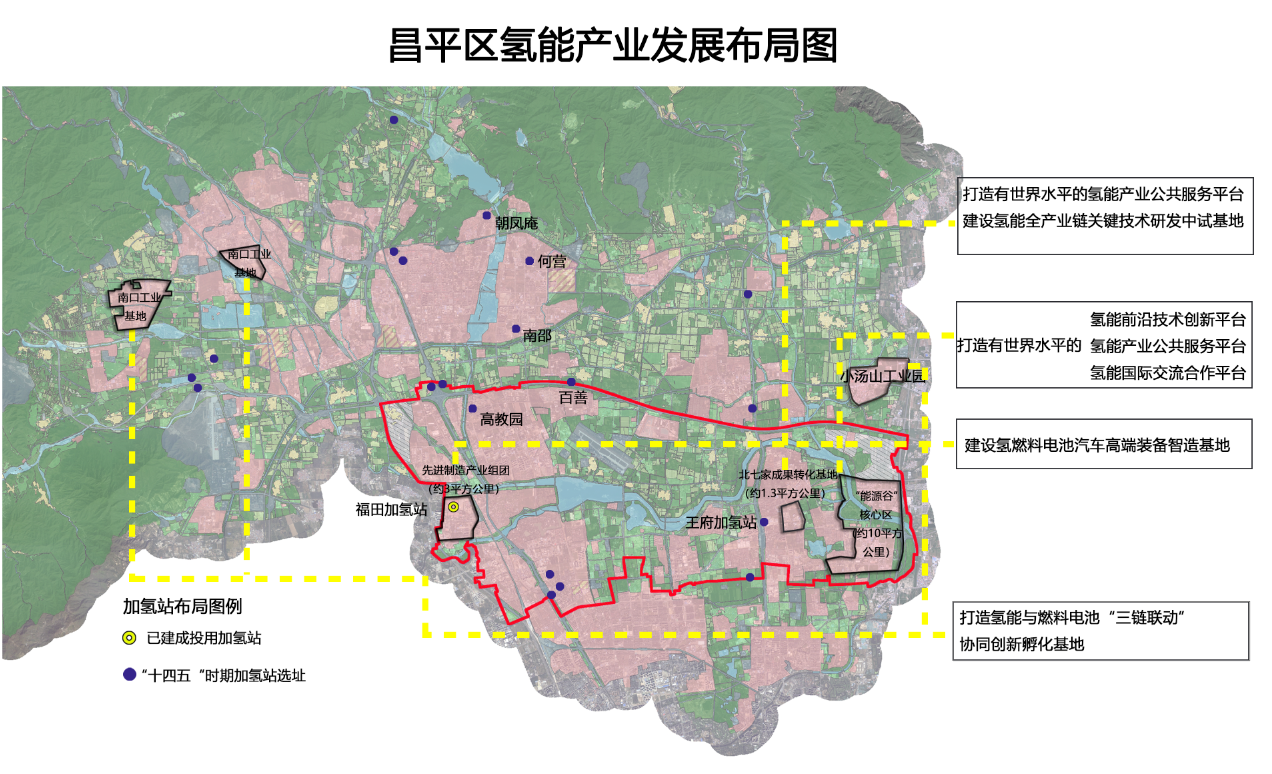 昌平区氢能产业发展布局图
打造有世界水平的氢能产业公共服务平台
建设氢能全产业链关键技术研发中试基地
朝凤庵
何营
南口工业
基地
南口工业
基地
南邵
氢能前沿技术创新平台
打造有世界水平的 氢能产业公共服务平台
氢能国际交流合作平台
小汤山工业园
百善
高教园
建设氢燃料电池汽车高端装备智造基地
先进制造产业组团
（约3平方公里）
北七家成果转化基地
（约1.3平方公里）
“能源谷”
核心区
（约10平方
公里）
福田加氢站
王府加氢站
加氢站布局图例
已建成投用加氢站
“十四五“时期加氢站选址
打造氢能与燃料电池“三链联动”
协同创新孵化基地